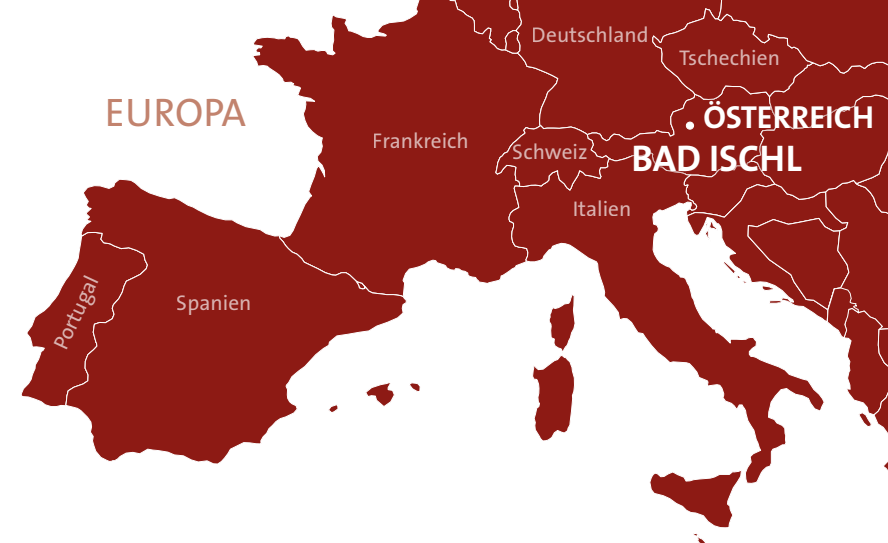 Deutschland
Tschechien
EUROPA
. ÖSTERREICH
Frankreich
Schweiz
BAD ISCHL
Italien
Portugal
Spanien